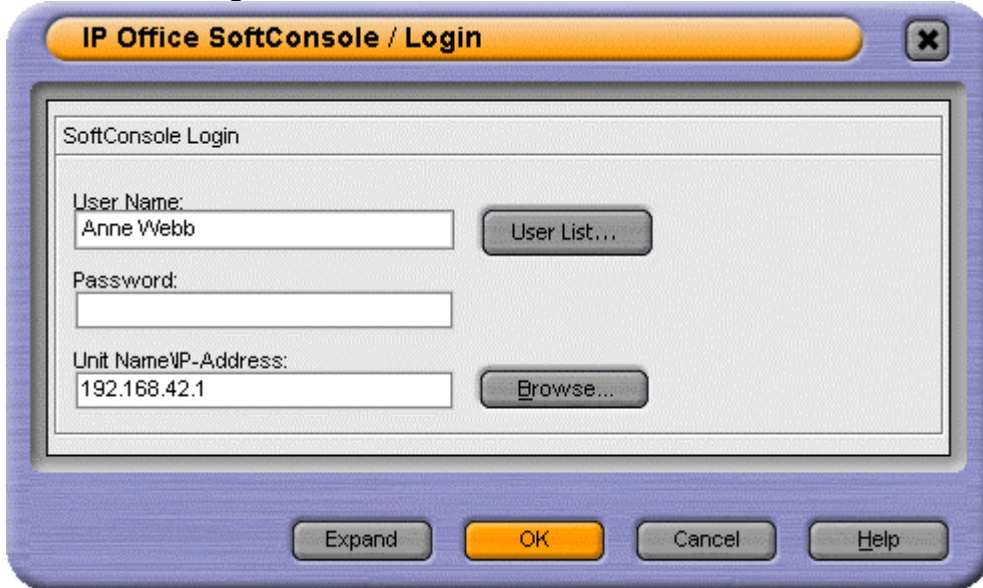 IP Office SoftConsole / Login
SoftConsole Login
User Name:
Anne Webb
User List...
Password:
Unit Name\IP-Address:
192.168.42.1
Browse...
Expand
OK
Cancel
Help